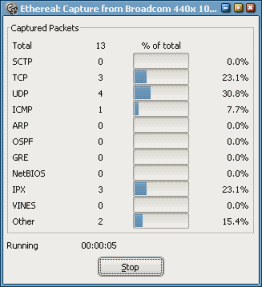 Ethereal: Capture from Broadcom 440x 10...
Captured Packets
Total 13 % of total
SCTP 0 0.0%
TCP 3 23.1%
UDP 4 30.8%
ICMP 1 7.7%
ARP 0 0.0%
OSPF 0 0.0%
GRE 0 0.0%
NetBIOS 0 0.0%
IPX 3 23.1%
VINES 0 0.0%
Other 2 15.4%
Running 00:00:05
Stop